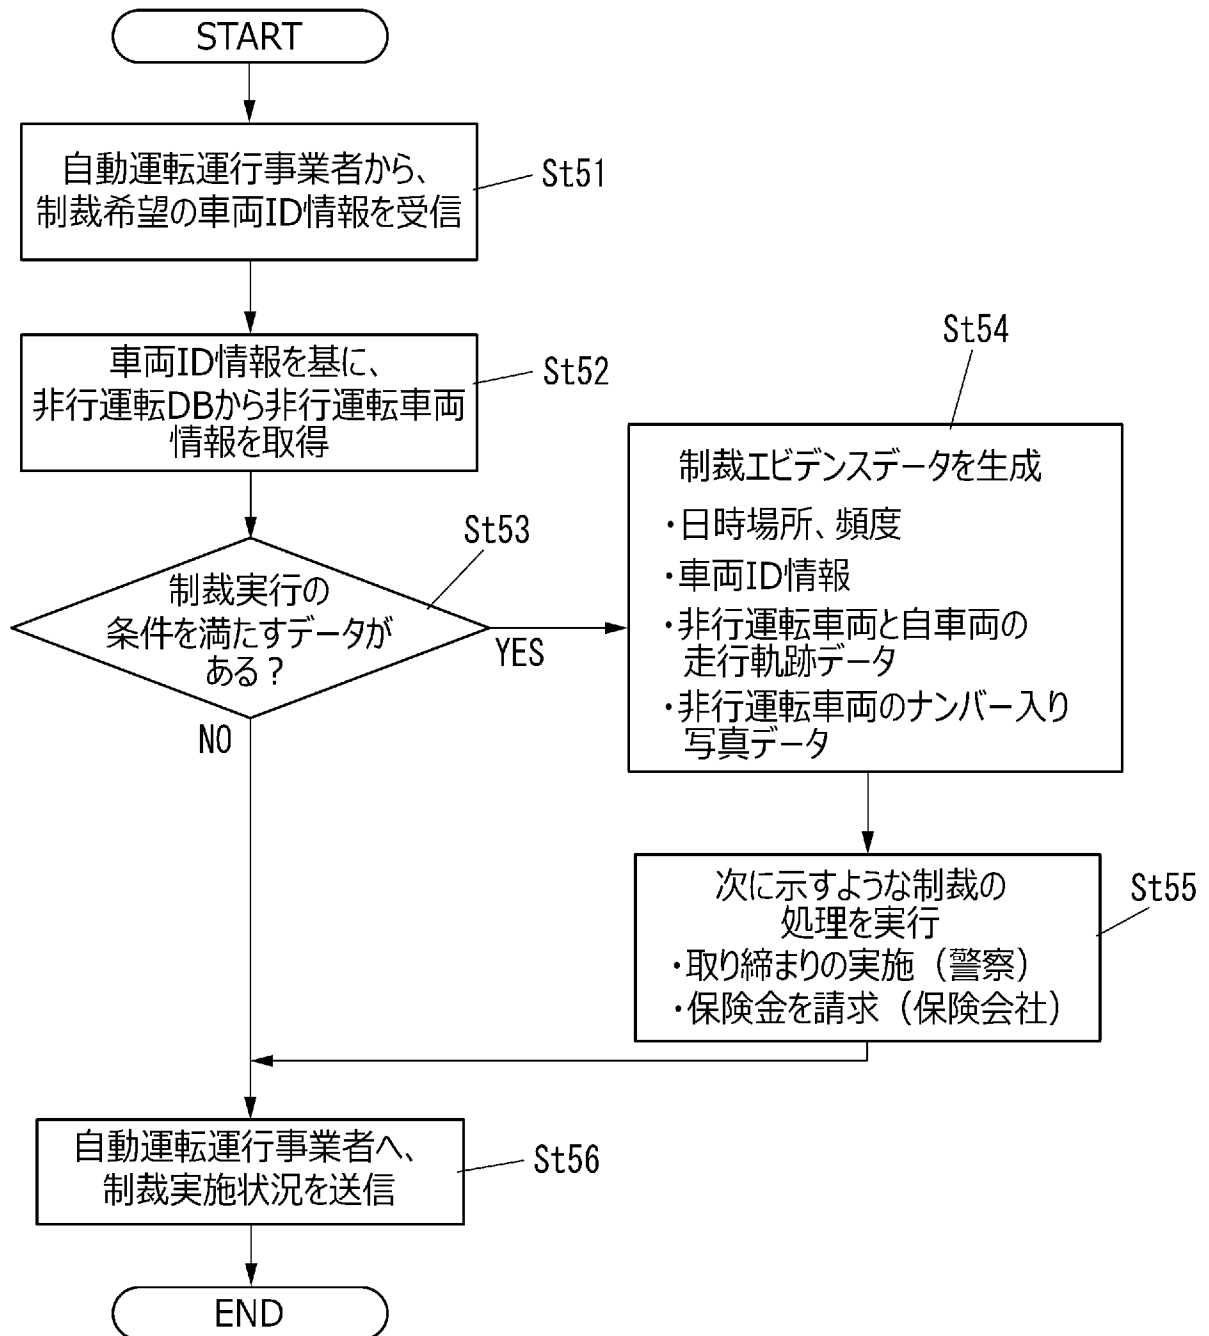 START
自動運転運行事業者から、
制裁希望の車両ID情報を受信
St51
車両ID情報を基に、
非行運転DBから非行運転車両
情報を取得
St52
制裁実行の
条件を満たすデータが
ある？
St53
YES
NO
St54
制裁エビデンスデータを生成
・日時場所、頻度
・車両ID情報
・非行運転車両と自車両の
走行軌跡データ
・非行運転車両のナンバー入り
写真データ
次に示すような制裁の
処理を実行
・取り締まりの実施（警察）
・保険金を請求（保険会社）
St55
自動運転運行事業者へ、
制裁実施状況を送信
St56
END